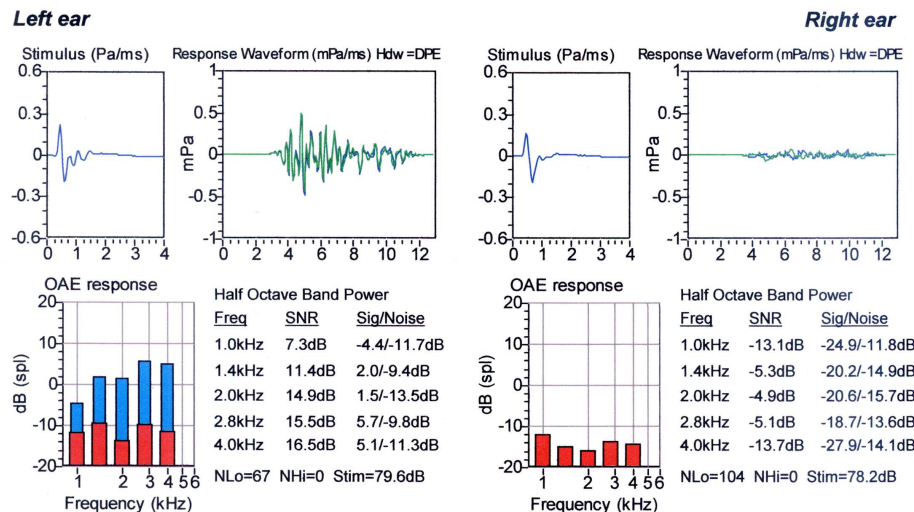 Left ear
Right ear
Stimulus (Pa/ms)
0.6
0.3
0
-0.3
-0.6
0 1 2 3 4
Response Waveform (mPa/ms) Hdw =DPE
mPa
1
0.5
0
-0.5
-1
0 2 4 6 8 10 12
OAE response
dB (spl)
20
10
0
-10
-20
1 2 3 4 5 6
Frequency (kHz)
Half Octave Band Power
Freq SNR Sig/Noise
1.0kHz 7.3dB -4.4/-11.7dB
1.4kHz 11.4dB 2.0/-9.4dB
2.0kHz 14.9dB 1.5/-13.5dB
2.8kHz 15.5dB 5.7/-9.8dB
4.0kHz 16.5dB 5.1/-11.3dB
NLo=67 NHi=0 Stim=79.6dB
Stimulus (Pa/ms)
0.6
0.3
0
-0.3
-0.6
0 1 2 3 4
Response Waveform (mPa/ms) Hdw =DPE
mPa
1
0.5
0
-0.5
-1
0 2 4 6 8 10 12
OAE response
dB (spl)
20
10
0
-10
-20
1 2 3 4 5 6
Frequency (kHz)
Half Octave Band Power
Freq SNR Sig/Noise
1.0kHz -13.1dB -24.9/-11.8dB
1.4kHz -5.3dB -20.2/-14.9dB
2.0kHz -4.9dB -20.6/-15.7dB
2.8kHz -5.1dB -18.7/-13.6dB
4.0kHz -13.7dB -27.9/-14.1dB
NLo=104 NHi=0 Stim=78.2dB